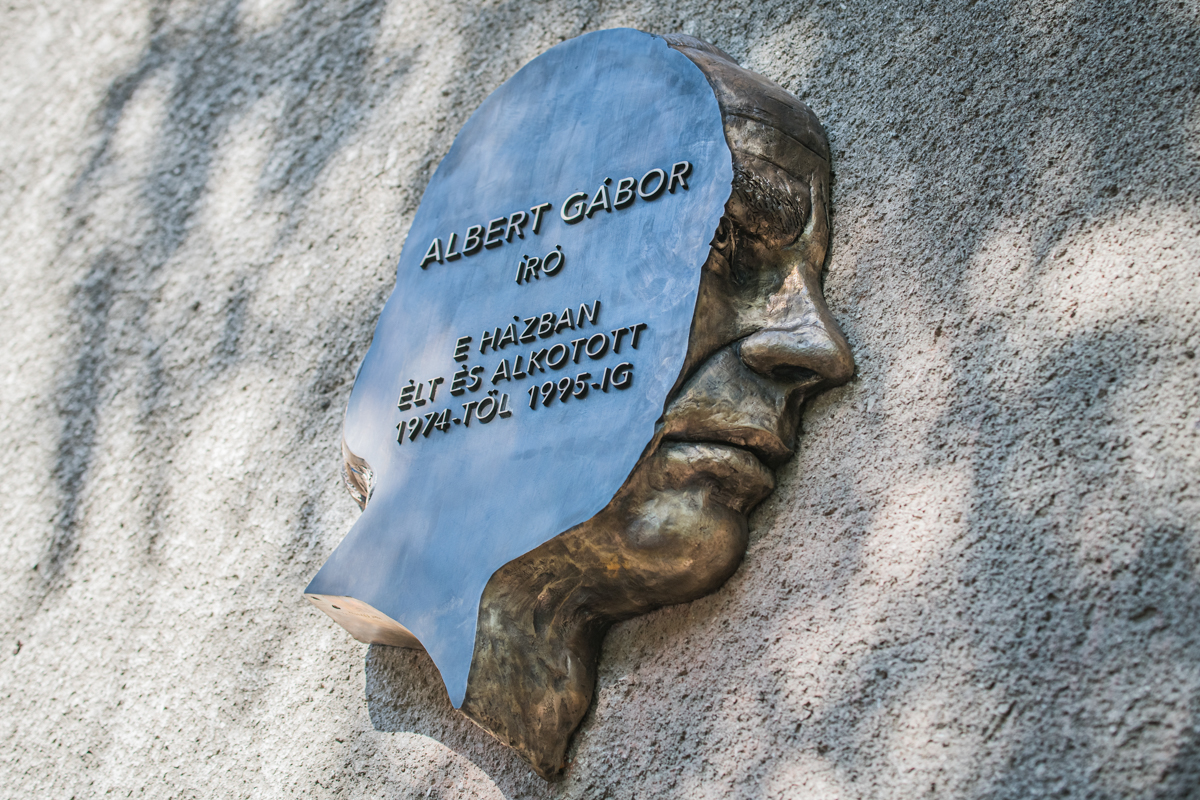 ALBERT GÁBOR
ÍRÓ
E HÁZBAN
ÉLT ÉS ALKOTOTT
1974-TŐL 1995-IG